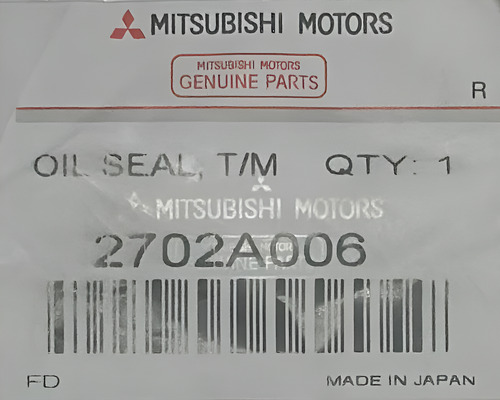 MITSUBISHI MOTORS
MITSUBISHI MOTORS
GENUINE PARTS
R
OIL SEAL, T/M QTY: 1
MITSUBISHI MOTORS
2702A006
FD MADE IN JAPAN